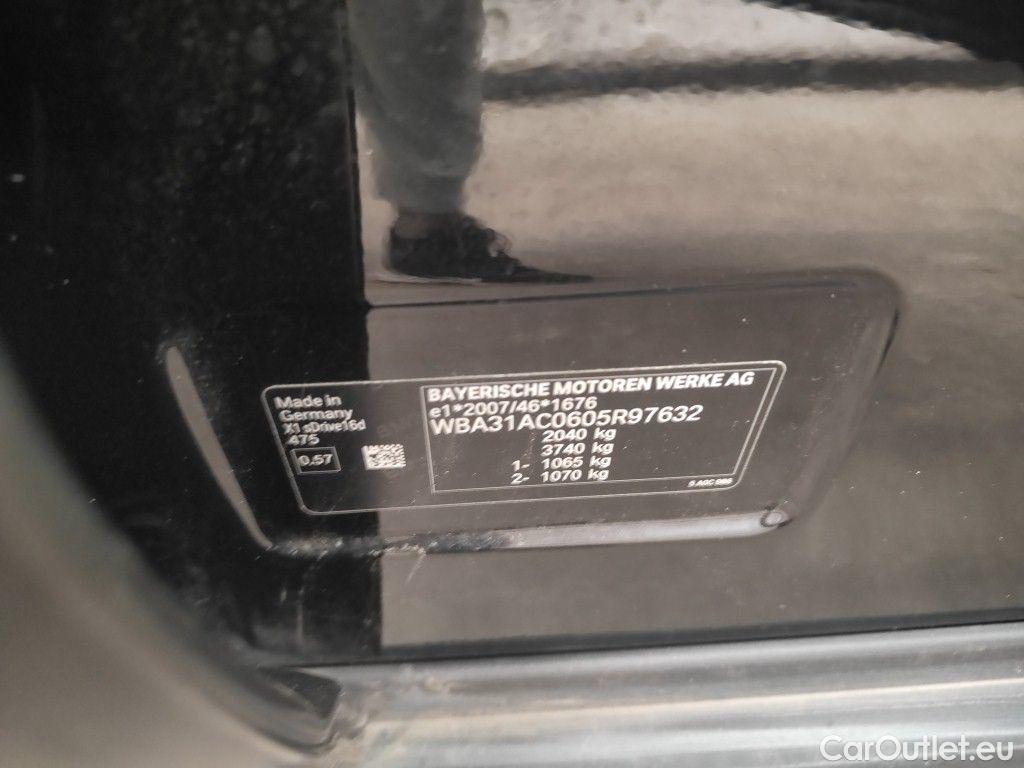 Made in
Germany
X1 sDrive16d
475
0.57
BAYERISCHE MOTOREN WERKE AG
e1*2007/46*1676
WBA31AC0605R97632
2040 kg
3740 kg
1- 1065 kg
2- 1070 kg
CarOutlet.eu